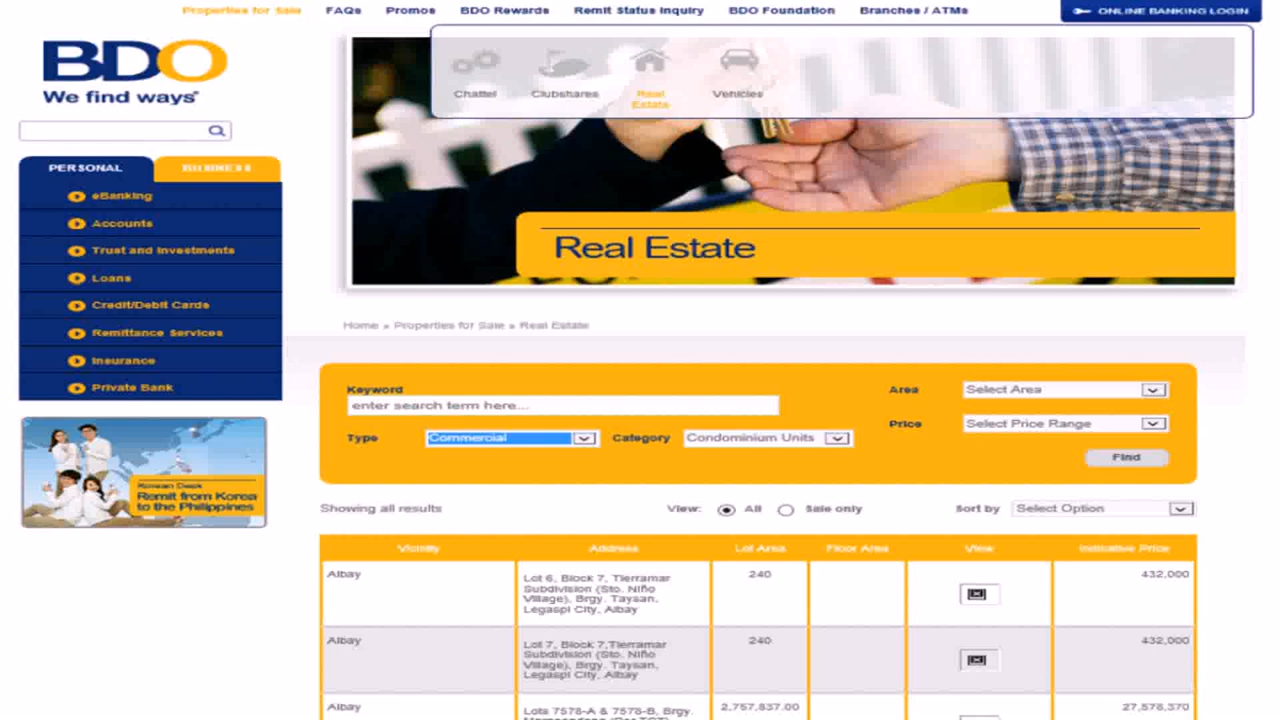 Properties for Sale FAQs Promos BDO Rewards Remit Status Inquiry BDO Foundation Branches / ATMs ONLINE BANKING LOGIN
BDO
We find ways
Chattel Clubshares Real Estate Vehicles
PERSONAL BUSINESS
eBanking
Accounts
Trust and Investments
Loans
Credit/Debit Cards
Remittance Services
Insurance
Private Bank
Korean Desk
Remit from Korea
to the Philippines
Real Estate
Home » Properties for Sale » Real Estate
Keyword
enter search term here...
Area Select Area
Type Commercial Category Condominium Units
Price Select Price Range
Find
Showing all results View: All Sale only Sort by Select Option
Vicinity Address Lot Area Floor Area View Indicative Price
Albay Lot 6, Block 7, Tierramar 240 432,000
Subdivision (Sto. Niño
Village), Brgy. Taysan,
Legaspi City, Albay
Albay Lot 7, Block 7,Tierramar 240 432,000
Subdivision (Sto. Niño
Village), Brgy. Taysan,
Legaspi City, Albay
Albay Lots 7578-A & 7578-B, Brgy. 2,757,837.00 27,578,370